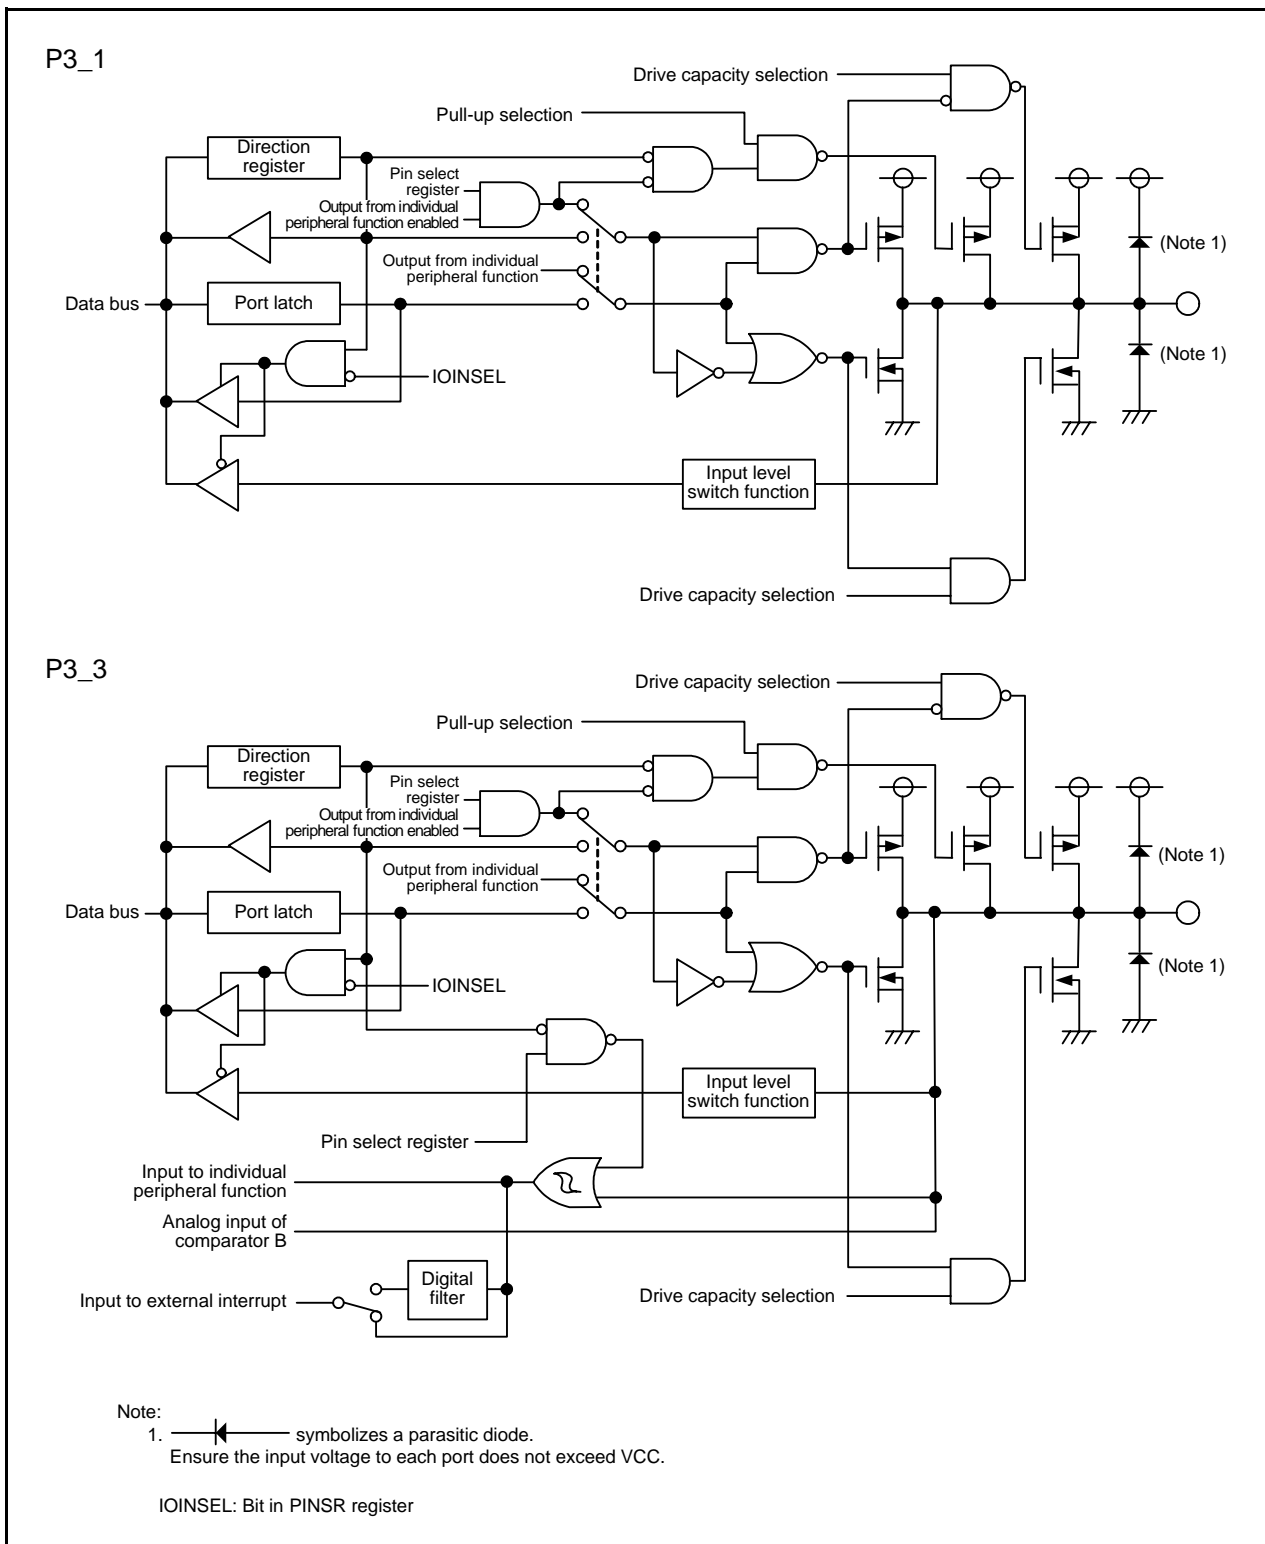 P3_1
Drive capacity selection
Pull-up selection
Direction
register
Pin select
register
Output from individual
peripheral function enabled
Output from individual
peripheral function
(Note 1)
Data bus
Port latch
(Note 1)
IOINSEL
Input level
switch function
Drive capacity selection
P3_3
Drive capacity selection
Pull-up selection
Direction
register
Pin select
register
Output from individual
peripheral function enabled
Output from individual
peripheral function
(Note 1)
Data bus
Port latch
(Note 1)
IOINSEL
Input level
switch function
Pin select register
Input to individual
peripheral function
Analog input of
comparator B
Digital
filter
Input to external interrupt
Drive capacity selection
Note:
1. symbolizes a parasitic diode.
Ensure the input voltage to each port does not exceed VCC.
IOINSEL: Bit in PINSR register